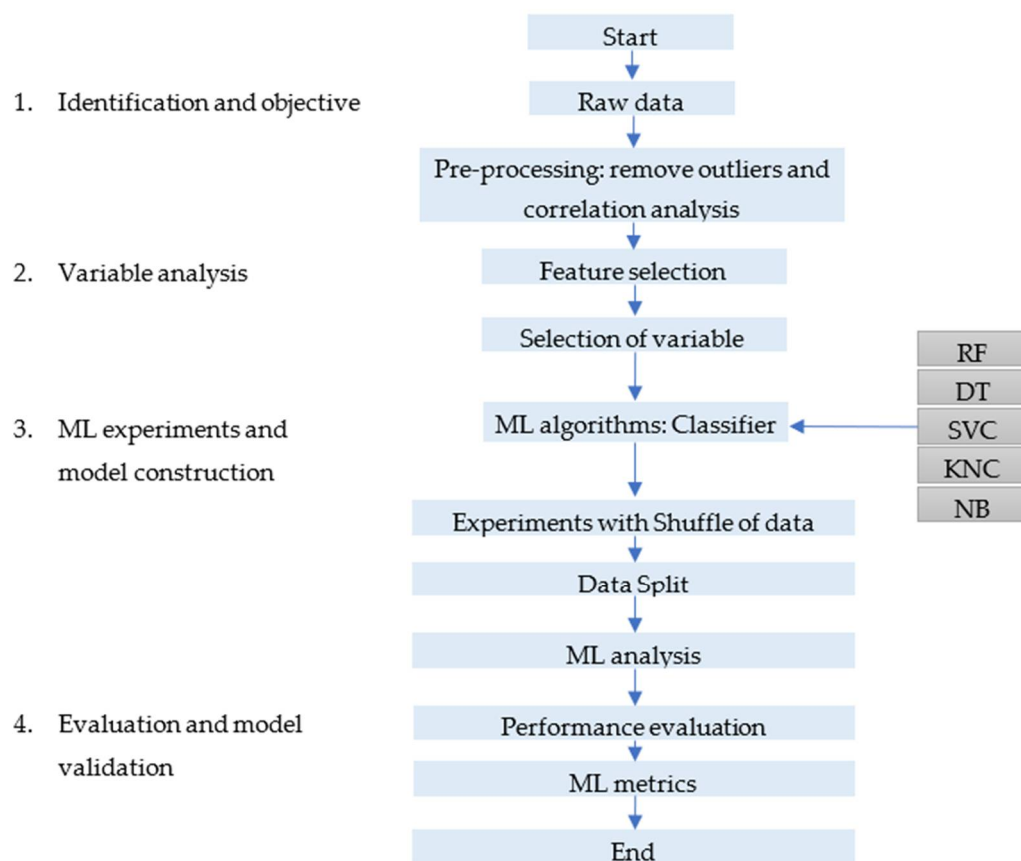 Start
1. Identification and objective
Raw data
Pre-processing: remove outliers and
correlation analysis
2. Variable analysis
Feature selection
Selection of variable
RF
DT
3. ML experiments and
model construction
ML algorithms: Classifier
SVC
KNC
NB
Experiments with Shuffle of data
Data Split
ML analysis
4. Evaluation and model
validation
Performance evaluation
ML metrics
End